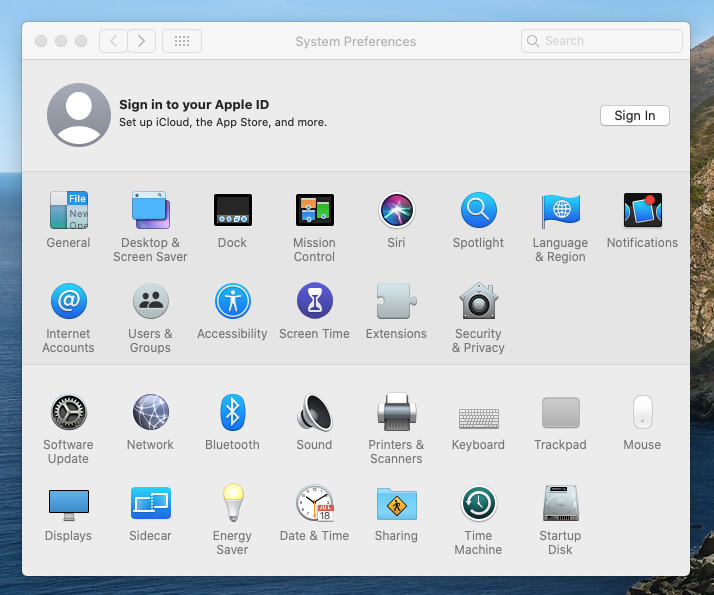 System Preferences
Search
Sign in to your Apple ID
Set up iCloud, the App Store, and more.
Sign In
File
New
Ope
General
Desktop &
Screen Saver
Dock
Mission
Control
Siri
Spotlight
Language
& Region
Notifications
@
Internet
Accounts
Users &
Groups
Accessibility
Screen Time
Extensions
Security
& Privacy
Software
Update
Network
Bluetooth
Sound
Printers &
Scanners
Keyboard
Trackpad
Mouse
Displays
Sidecar
Energy
Saver
JUL
18
Date & Time
Sharing
Time
Machine
Startup
Disk